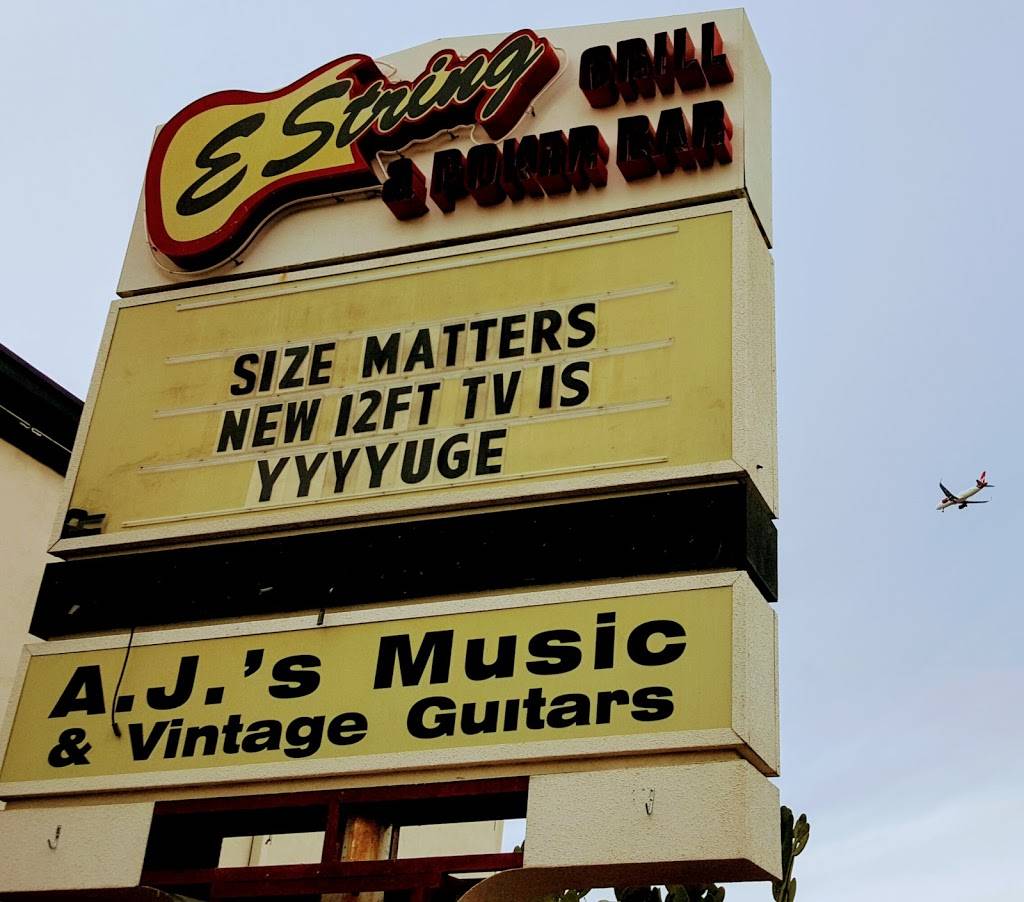 E String GRILL
& POKER BAR
SIZE MATTERS
NEW 12FT TV IS
YYYYUGE
A.J.'s Music
& Vintage Guitars